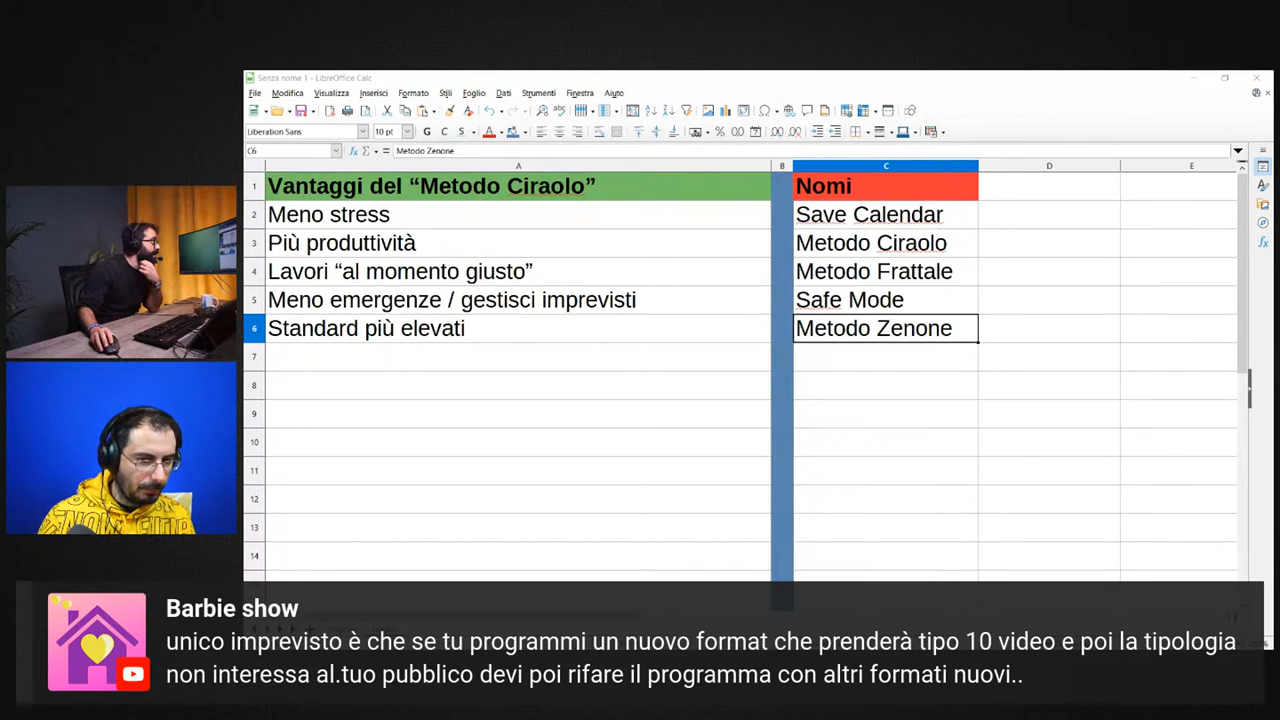 Senza nome 1 - LibreOffice Calc
File Modifica Visualizza Inserisci Formato Stili Foglio Dati Strumenti Finestra Aiuto
Liberation Sans 10 pt G C S
C6 fx Σ = Metodo Zenone
A B C D E
1 Vantaggi del “Metodo Ciraolo” Nomi
2 Meno stress Save Calendar
3 Più produttività Metodo Ciraolo
4 Lavori “al momento giusto” Metodo Frattale
5 Meno emergenze / gestisci imprevisti Safe Mode
6 Standard più elevati Metodo Zenone
7
8
9
10
11
12
13
14
Barbie show
unico imprevisto è che se tu programmi un nuovo format che prenderà tipo 10 video e poi la tipologia
non interessa al.tuo pubblico devi poi rifare il programma con altri formati nuovi..